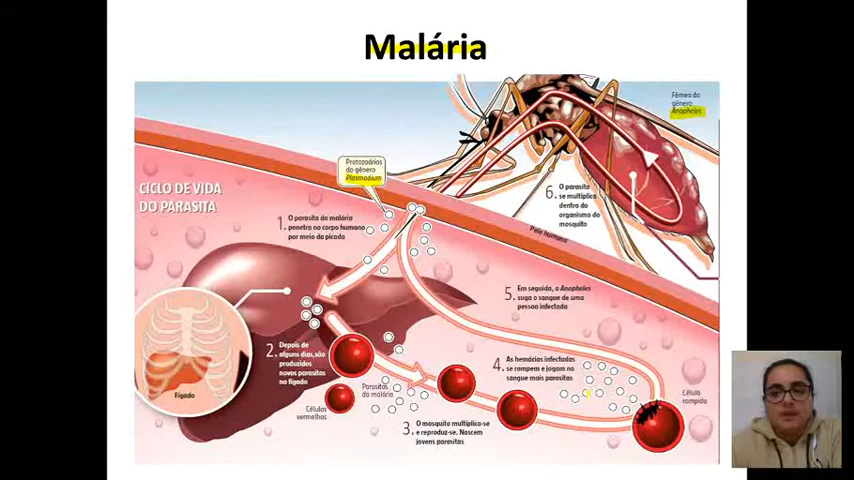 Malária
Fêmea do
gênero
Anopheles
Protozoários
do gênero
Plasmodium
CICLO DE VIDA
DO PARASITA
1. O parasita da malária
penetra no corpo humano
por meio da picada
6. O parasita
se multiplica
dentro do
organismo do
mosquito
Pele humana
5. Em seguida, o Anopheles
suga o sangue de uma
pessoa infectada
2. Depois de
alguns dias, são
produzidos
novos parasitas
no fígado
4. As hemácias infectadas
se rompem e jogam no
sangue mais parasitas
Fígado
Parasitas
da malária
Célula
rompida
Células
vermelhas
3. O mosquito multiplica-se
e reproduz-se. Nascem
jovens parasitas